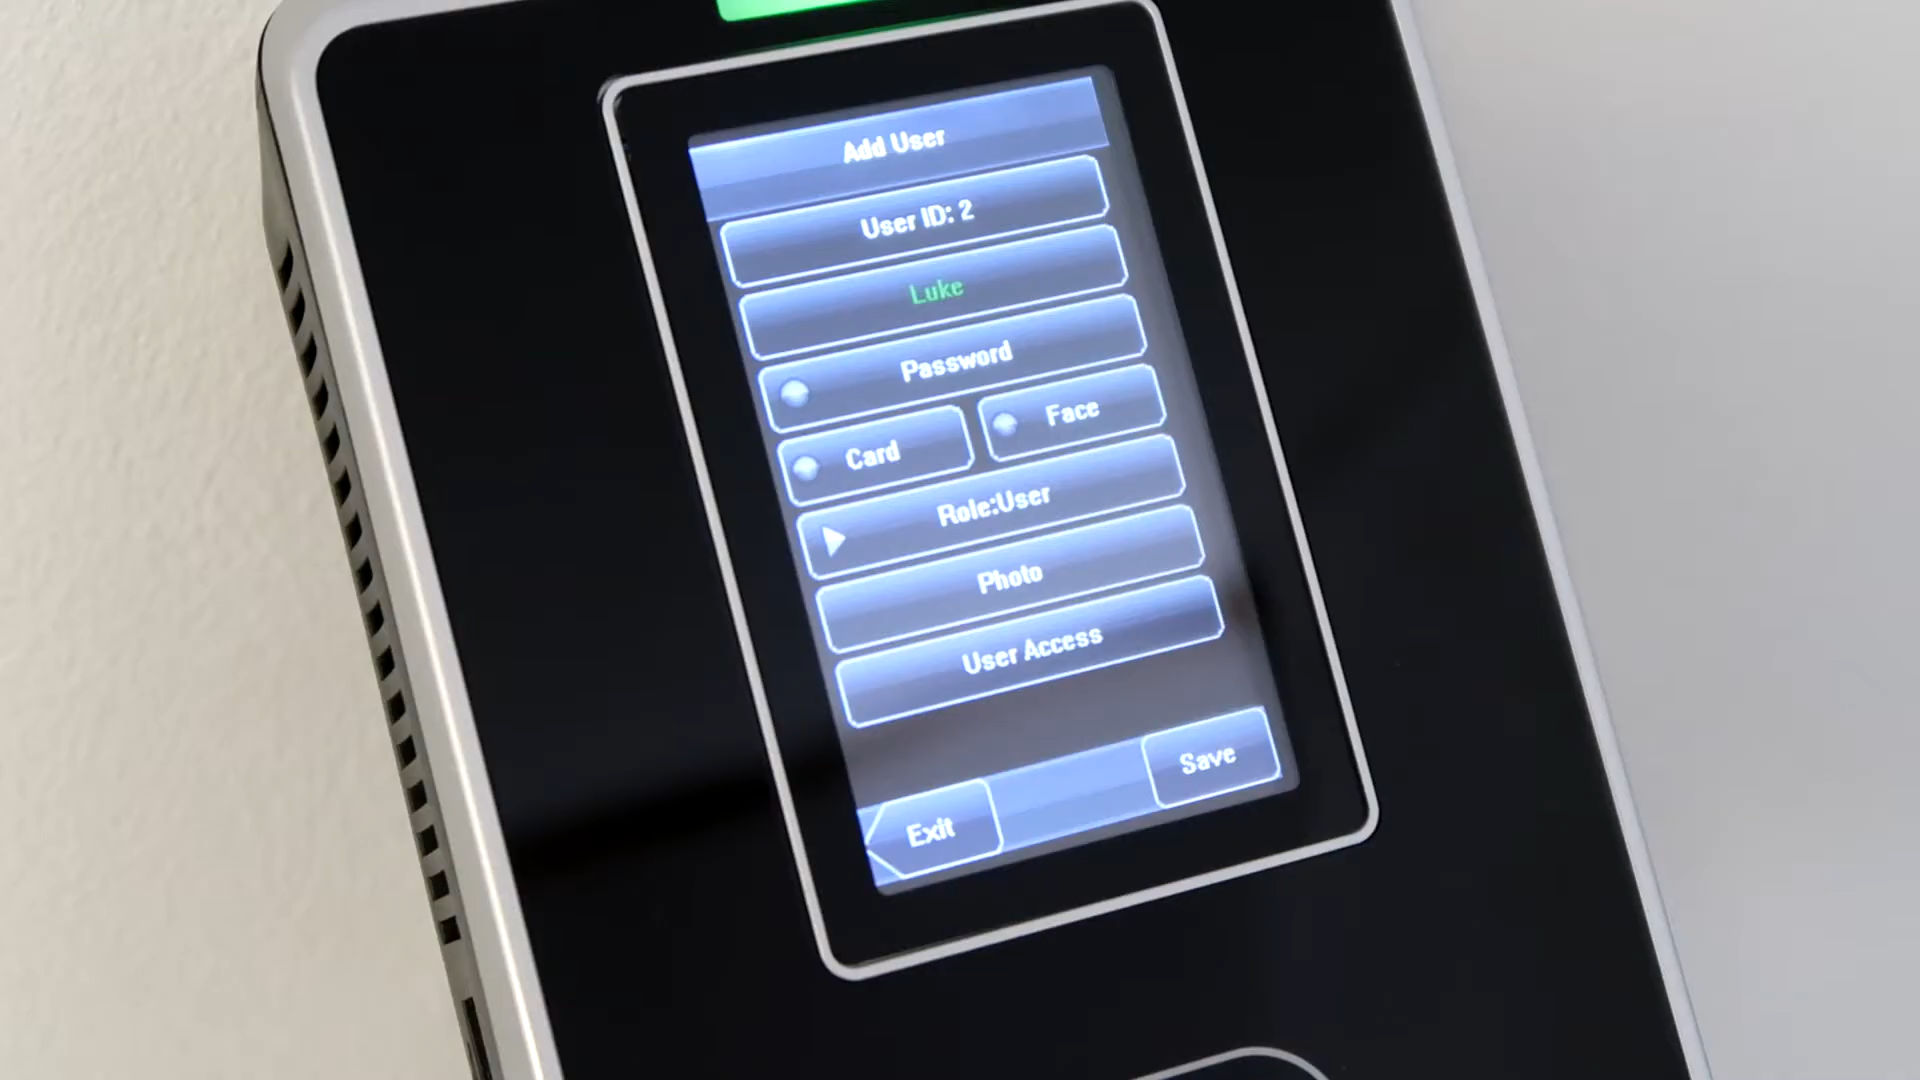 Add User
User ID: 2
Luke
Password
Card
Face
Role:User
Photo
User Access
Save
Exit